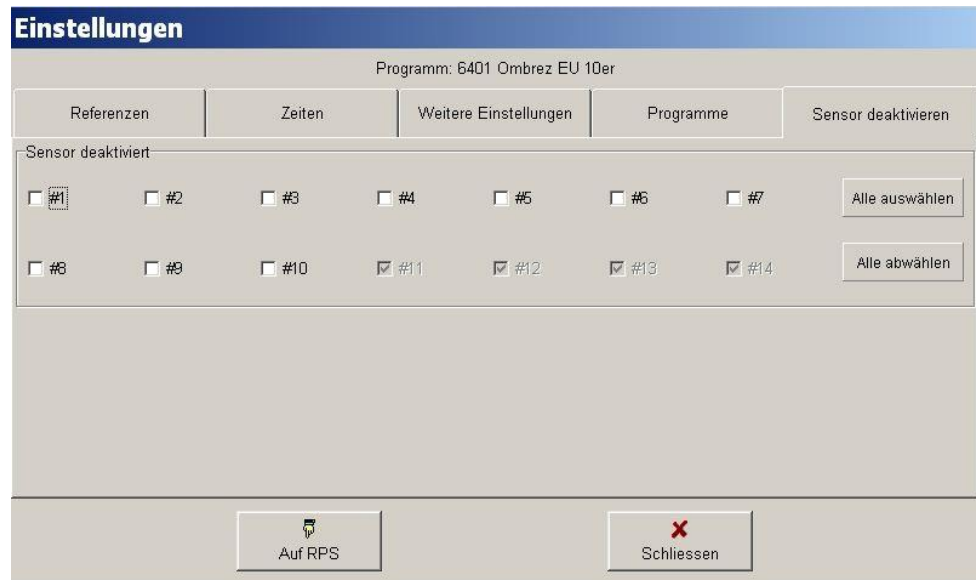 Einstellungen
Programm: 6401 Ombrez EU 10er
Referenzen Zeiten Weitere Einstellungen Programme Sensor deaktivieren
Sensor deaktiviert
#1 #2 #3 #4 #5 #6 #7 Alle auswählen
#8 #9 #10 #11 #12 #13 #14 Alle abwählen
Auf RPS Schliessen